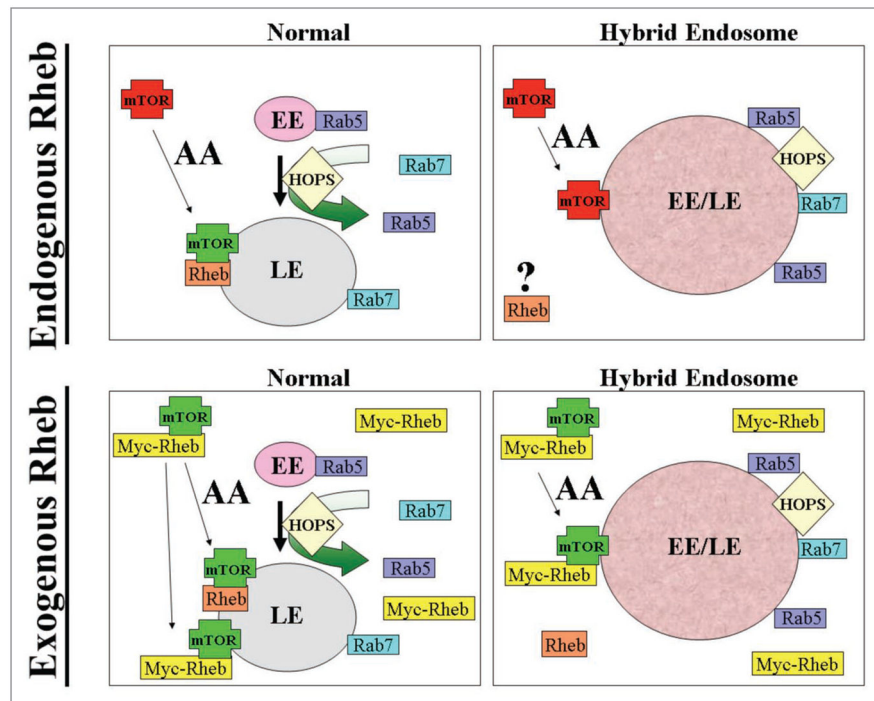 Normal
Hybrid Endosome
Endogenous Rheb
mTOR
AA
EE
Rab5
HOPS
Rab7
Rab5
mTOR
Rheb
LE
Rab7
mTOR
AA
Rab5
HOPS
mTOR
EE/LE
Rab7
Rab5
?
Rheb
Normal
Hybrid Endosome
Exogenous Rheb
mTOR
Myc-Rheb
Myc-Rheb
AA
EE
Rab5
HOPS
Rab7
Rab5
mTOR
Rheb
LE
Myc-Rheb
mTOR
Myc-Rheb
Rab7
mTOR
Myc-Rheb
Myc-Rheb
AA
Rab5
HOPS
mTOR
Myc-Rheb
EE/LE
Rab7
Rab5
Rheb
Myc-Rheb